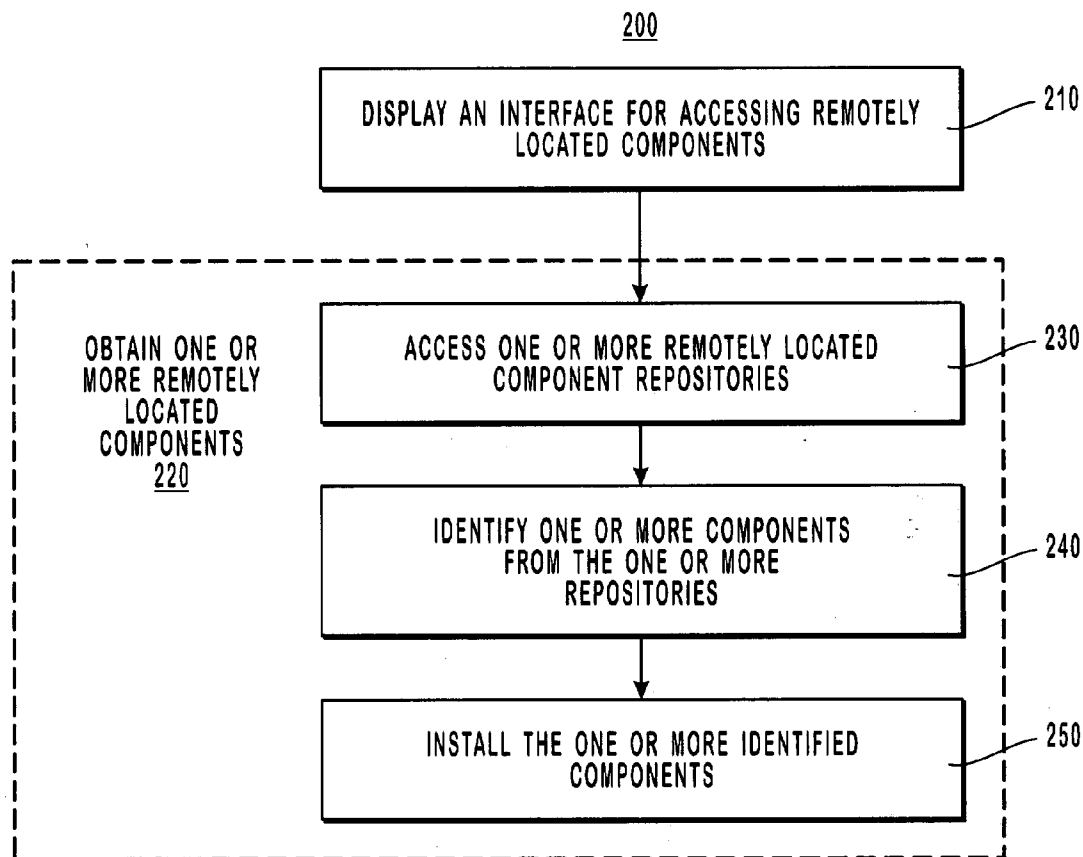 200
DISPLAY AN INTERFACE FOR ACCESSING REMOTELY
LOCATED COMPONENTS
210
OBTAIN ONE OR
MORE REMOTELY
LOCATED
COMPONENTS
220
ACCESS ONE OR MORE REMOTELY LOCATED
COMPONENT REPOSITORIES
230
IDENTIFY ONE OR MORE COMPONENTS
FROM THE ONE OR MORE
REPOSITORIES
240
INSTALL THE ONE OR MORE IDENTIFIED
COMPONENTS
250